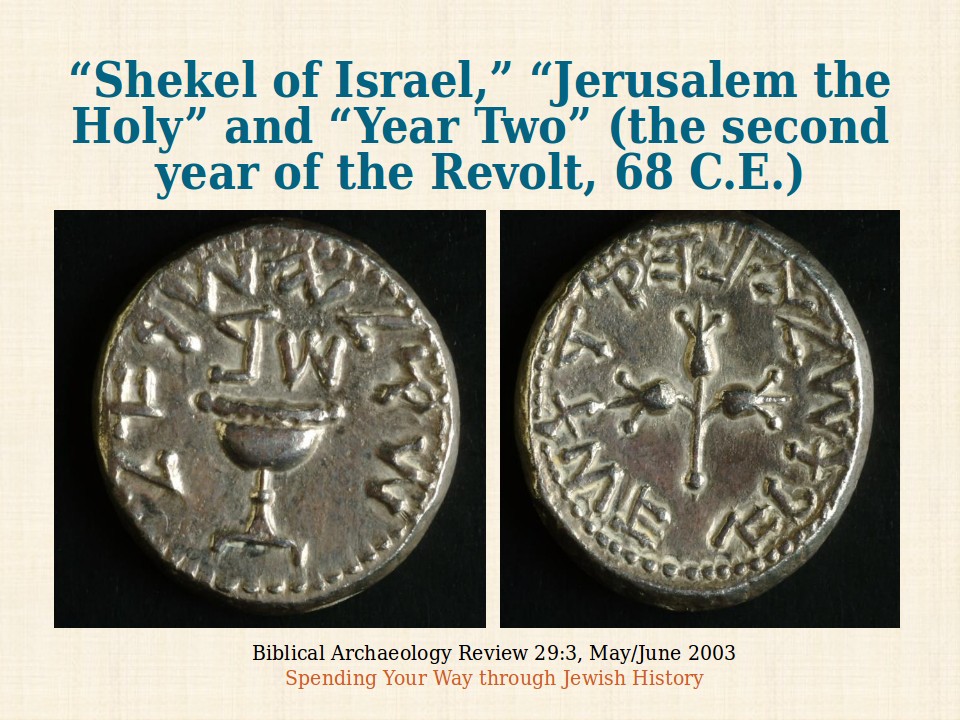 “Shekel of Israel,” “Jerusalem the
Holy” and “Year Two” (the second
year of the Revolt, 68 C.E.)
Biblical Archaeology Review 29:3, May/June 2003
Spending Your Way through Jewish History